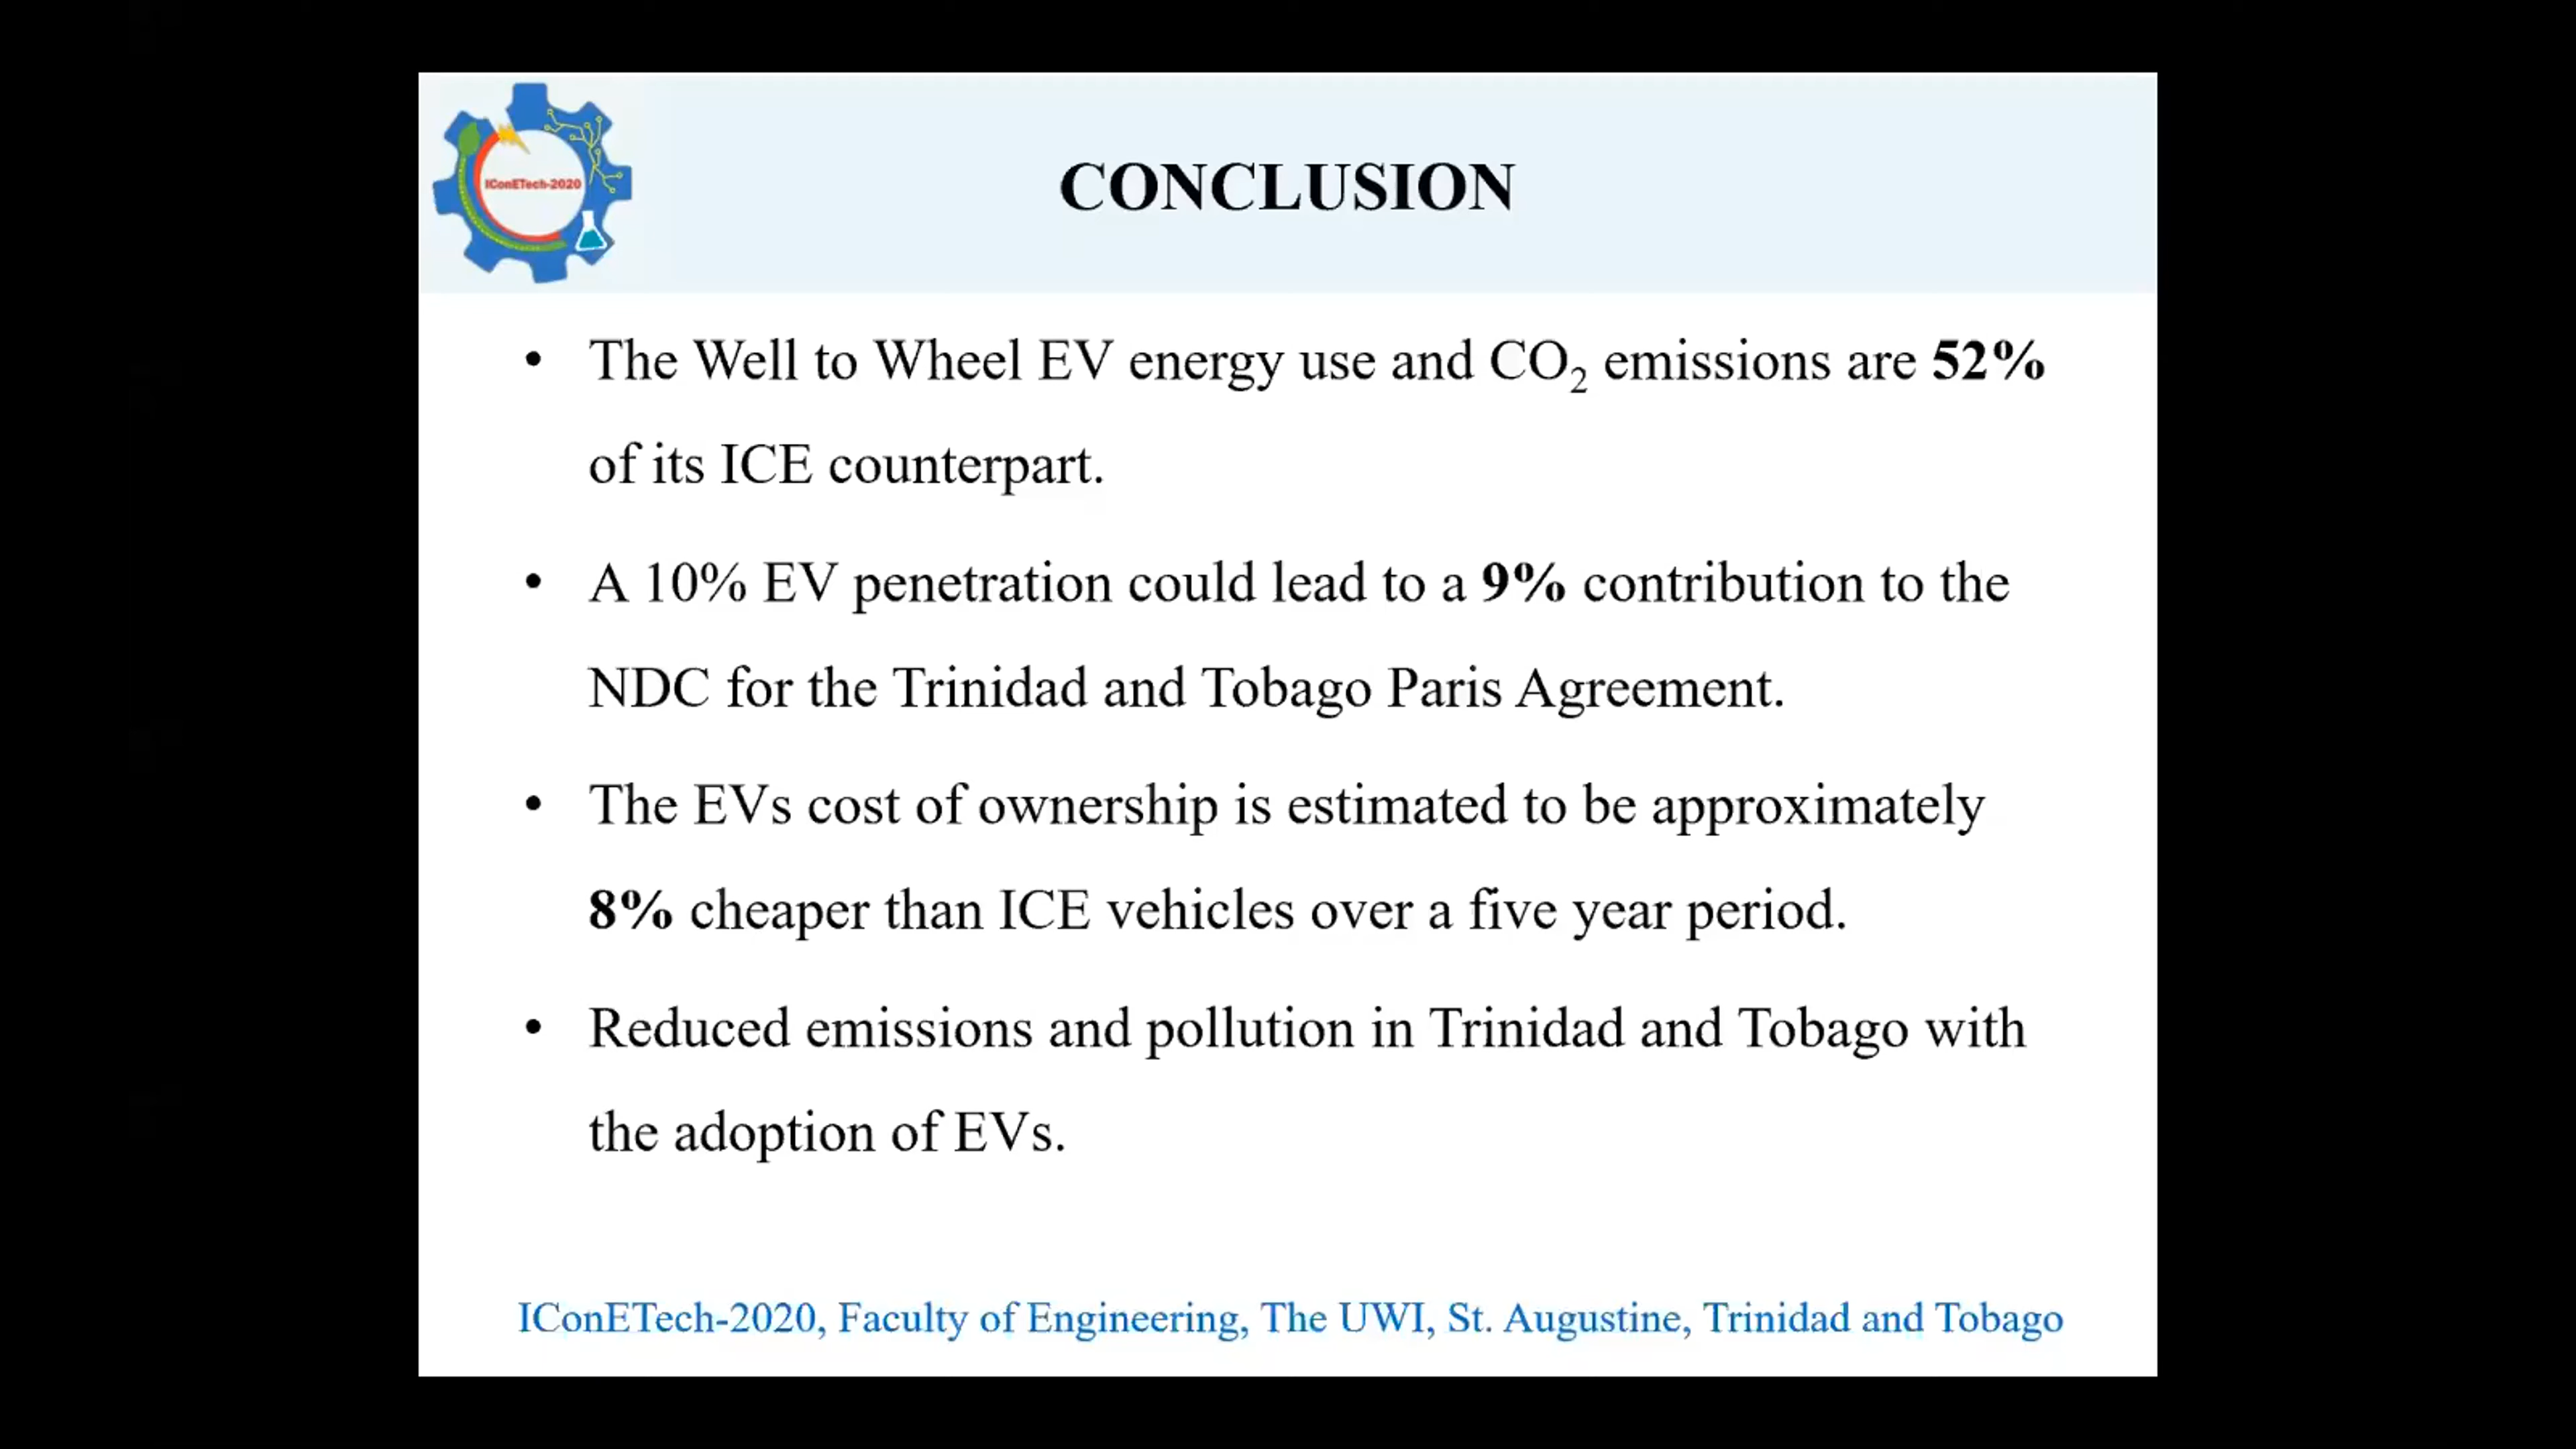 IConETech-2020
CONCLUSION
• The Well to Wheel EV energy use and CO₂ emissions are 52%
of its ICE counterpart.
• A 10% EV penetration could lead to a 9% contribution to the
NDC for the Trinidad and Tobago Paris Agreement.
• The EVs cost of ownership is estimated to be approximately
8% cheaper than ICE vehicles over a five year period.
• Reduced emissions and pollution in Trinidad and Tobago with
the adoption of EVs.
IConETech-2020, Faculty of Engineering, The UWI, St. Augustine, Trinidad and Tobago